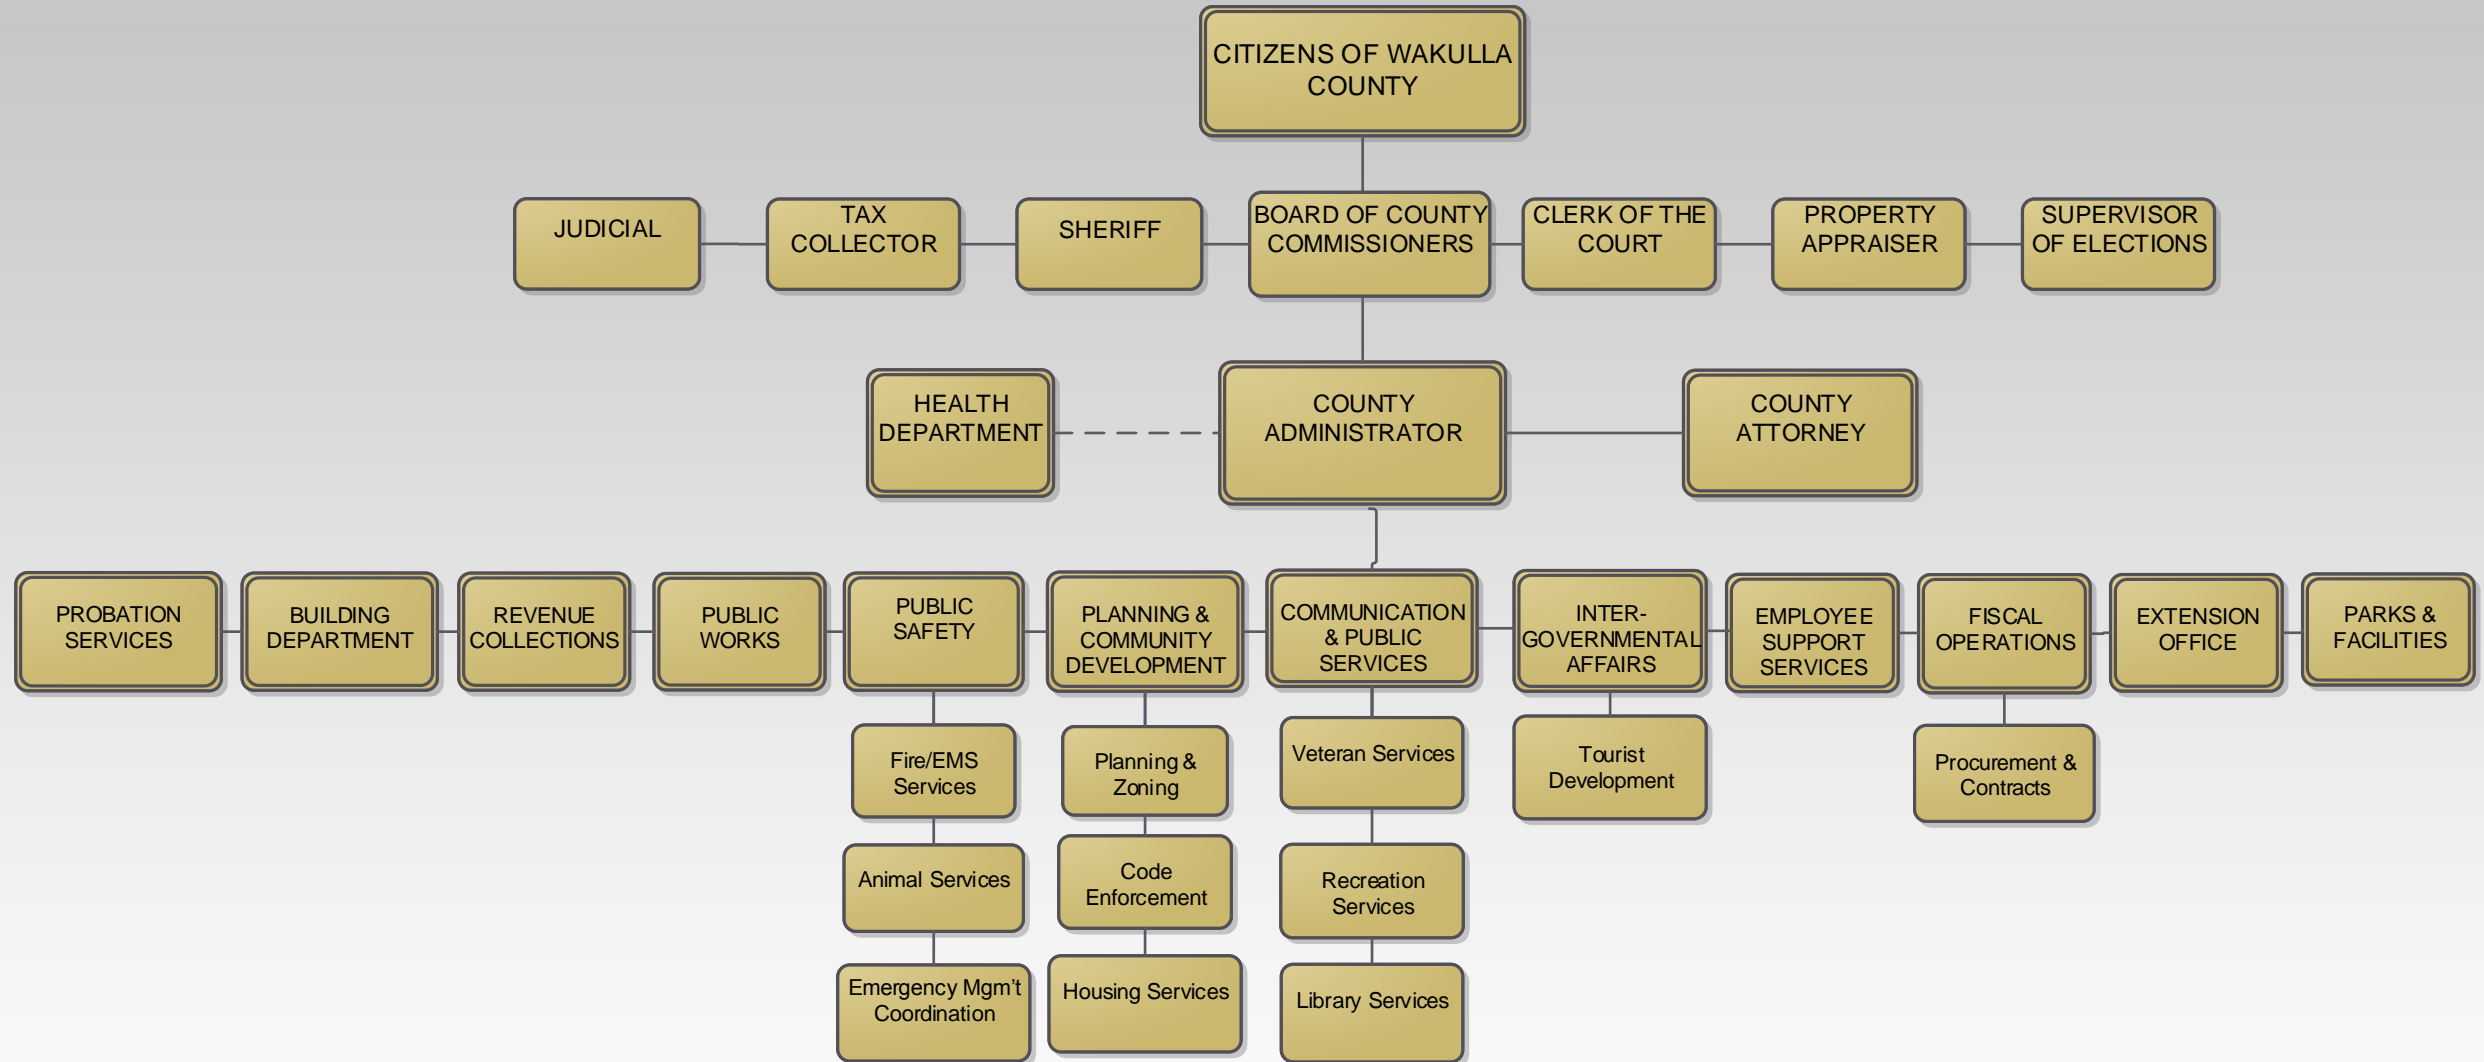 CITIZENS OF WAKULLA
COUNTY
JUDICIAL
TAX
COLLECTOR
SHERIFF
BOARD OF COUNTY
COMMISSIONERS
CLERK OF THE
COURT
PROPERTY
APPRAISER
SUPERVISOR
OF ELECTIONS
HEALTH
DEPARTMENT
COUNTY
ADMINISTRATOR
COUNTY
ATTORNEY
PROBATION
SERVICES
BUILDING
DEPARTMENT
REVENUE
COLLECTIONS
PUBLIC
WORKS
PUBLIC
SAFETY
PLANNING &
COMMUNITY
DEVELOPMENT
COMMUNICATION
& PUBLIC
SERVICES
INTER-
GOVERNMENTAL
AFFAIRS
EMPLOYEE
SUPPORT
SERVICES
FISCAL
OPERATIONS
EXTENSION
OFFICE
PARKS &
FACILITIES
Fire/EMS
Services
Planning &
Zoning
Veteran Services
Tourist
Development
Procurement &
Contracts
Animal Services
Code
Enforcement
Recreation
Services
Emergency Mgm’t
Coordination
Housing Services
Library Services